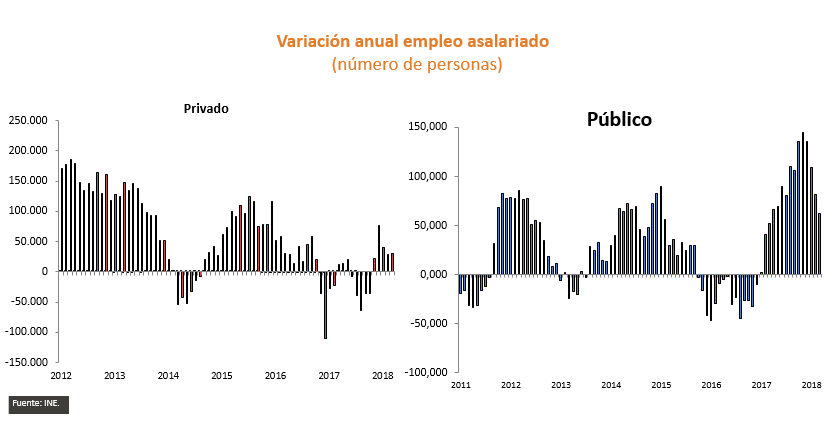 Variación anual empleo asalariado
(número de personas)
Privado
250.000
200.000
150.000
100.000
50.000
0
-50.000
-100.000
-150.000
2012 2013 2014 2015 2016 2017 2018
Público
150,000
100,000
50,000
0,000
-50,000
-100,000
2011 2012 2013 2014 2015 2016 2017 2018
Fuente: INE.